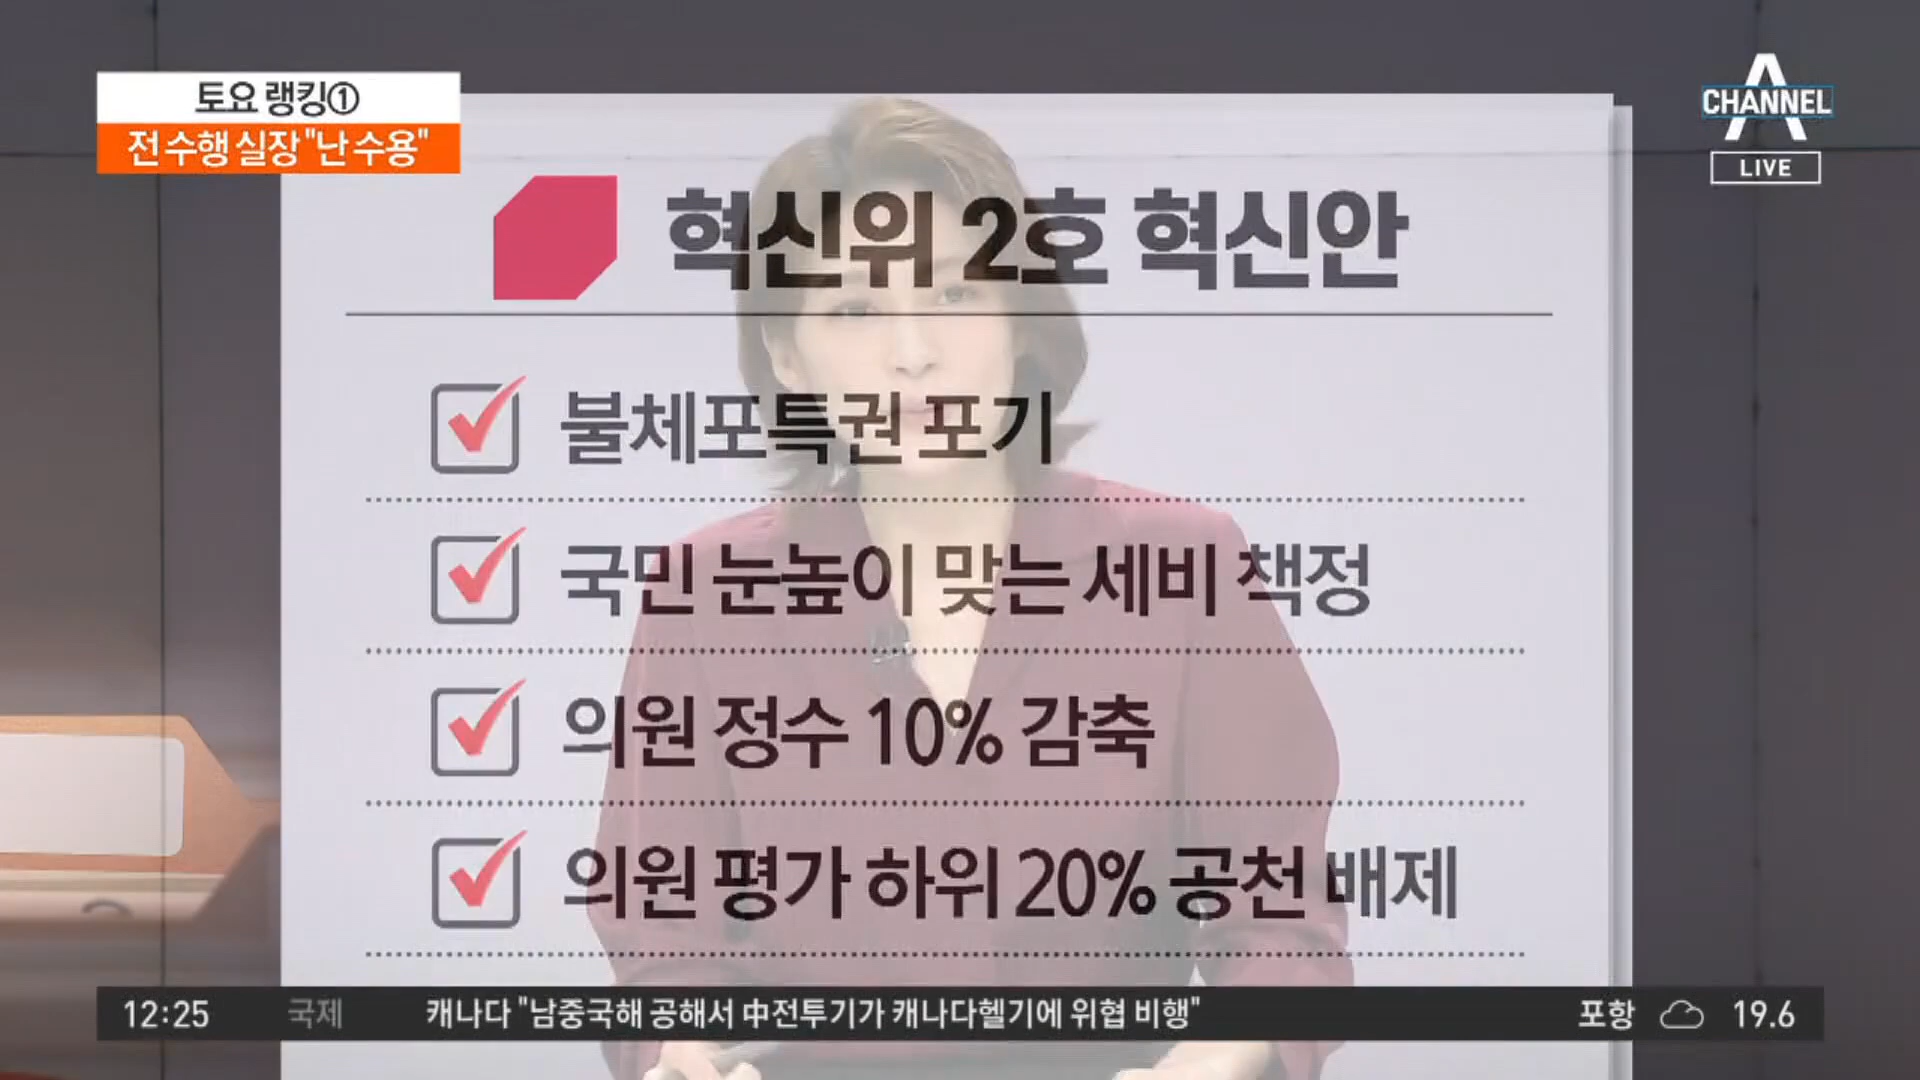 토요 랭킹①
전 수행 실장 "난 수용"
CHANNEL A
LIVE
혁신위 2호 혁신안
불체포특권 포기
국민 눈높이 맞는 세비 책정
의원 정수 10% 감축
의원 평가 하위 20% 공천 배제
12:25 국제 캐나다 "남중국해 공해서 中전투기가 캐나다헬기에 위협 비행" 포항 19.6